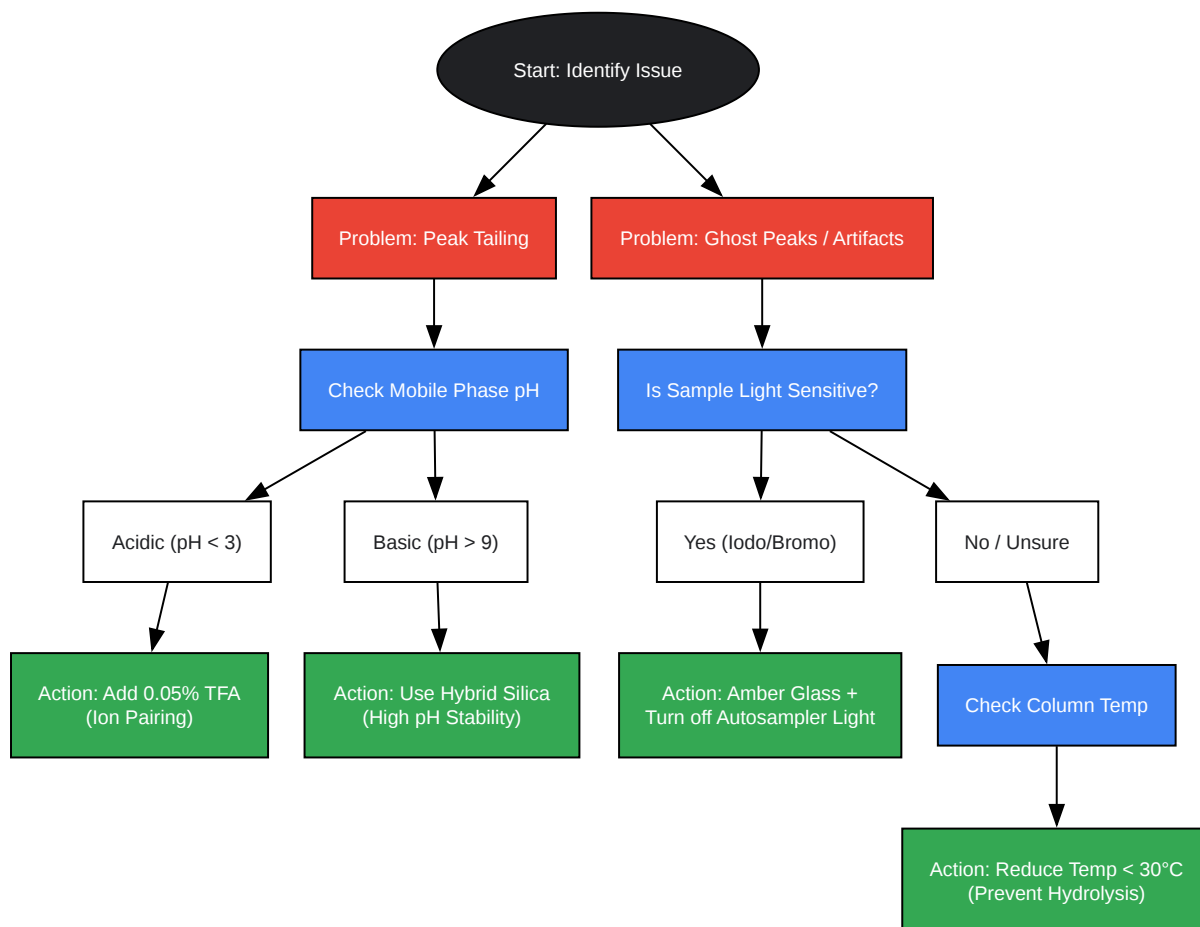 Start: Identify Issue
Problem: Peak Tailing
Problem: Ghost Peaks / Artifacts
Check Mobile Phase pH
Is Sample Light Sensitive?
Acidic (pH < 3)
Basic (pH > 9)
Yes (Iodo/Bromo)
No / Unsure
Action: Add 0.05% TFA
(Ion Pairing)
Action: Use Hybrid Silica
(High pH Stability)
Action: Amber Glass +
Turn off Autosampler Light
Check Column Temp
Action: Reduce Temp < 30°C
(Prevent Hydrolysis)